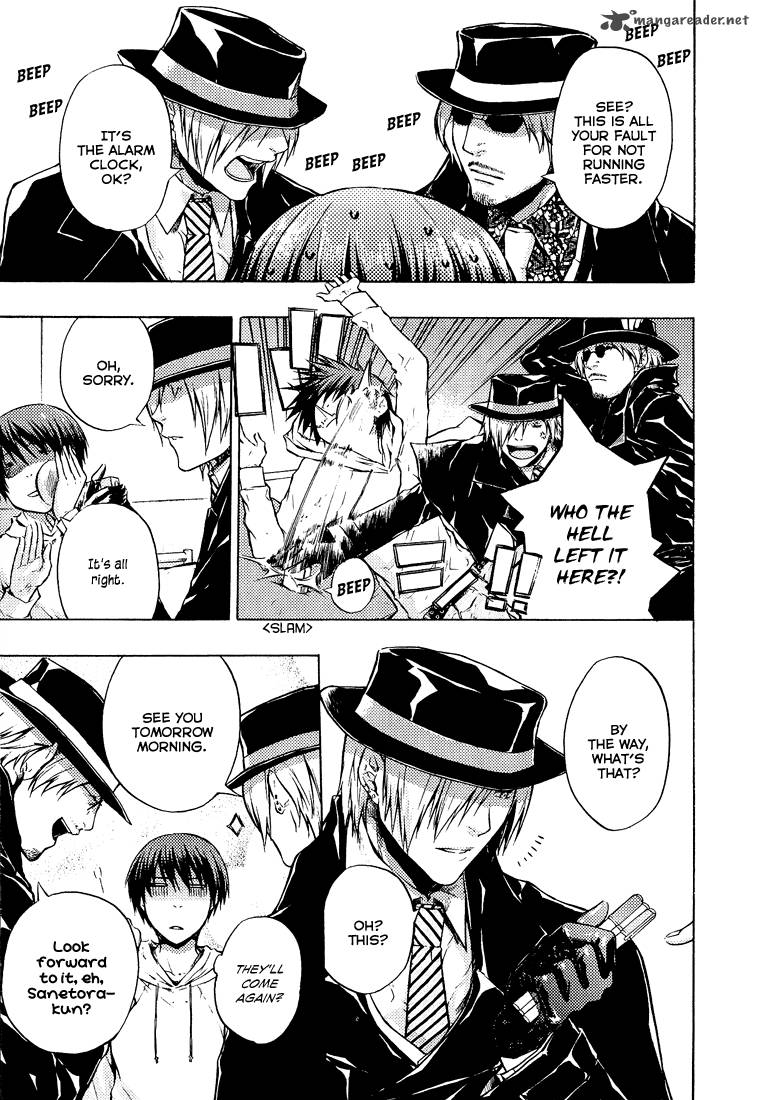 mangareader.net
SEE?
THIS IS ALL
YOUR FAULT
FOR NOT
RUNNING
FASTER.
BEEP
BEEP
BEEP
BEEP
IT'S
THE ALARM
CLOCK,
OK?
BEEP
BEEP
WHO THE
HELL
LEFT IT
HERE?!
BEEP
<SLAM>
OH,
SORRY.
It's all
right.
BY
THE WAY,
WHAT'S
THAT?
OH?
THIS?
SEE YOU
TOMORROW
MORNING.
THEY'LL
COME
AGAIN?
Look
forward
to it, eh,
Sanetora-
kun?